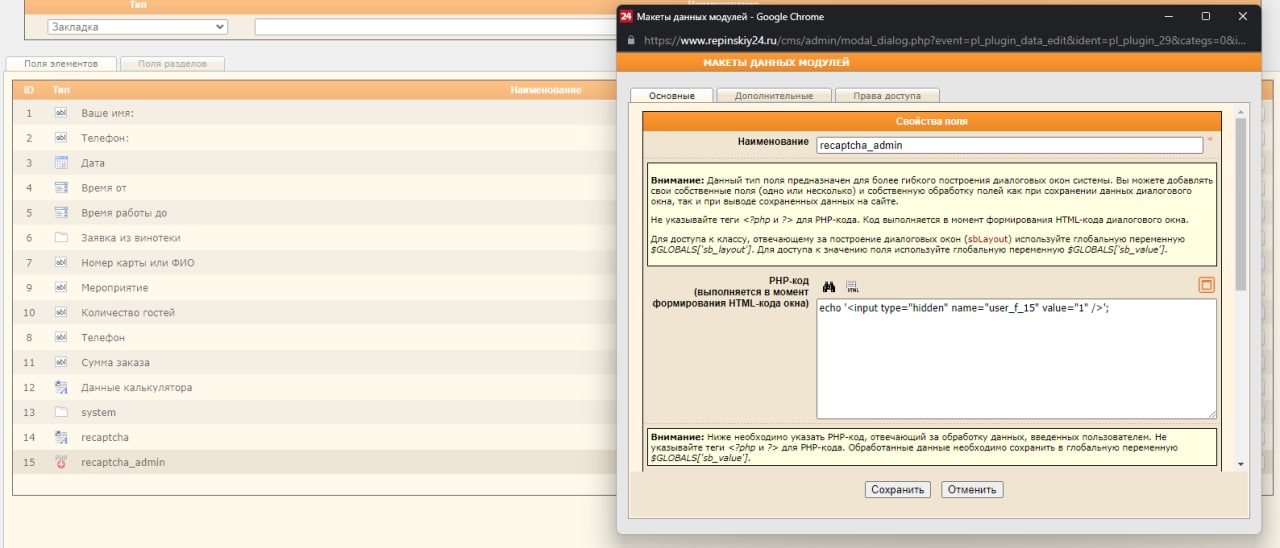 Тип
Наименование
Закладка
Поля элементов
Поля разделов
ID Тип Наименование
1 Ваше имя:
2 Телефон:
3 Дата
4 Время от
5 Время работы до
6 Заявка из винотеки
7 Номер карты или ФИО
9 Мероприятие
10 Количество гостей
8 Телефон
11 Сумма заказа
12 Данные калькулятора
13 system
14 recaptcha
15 recaptcha_admin
24 Макеты данных модулей - Google Chrome
https://www.repinskiy24.ru/cms/admin/modal_dialog.php?event=pl_plugin_data_edit&ident=pl_plugin_29&categs=0&i...
МАКЕТЫ ДАННЫХ МОДУЛЕЙ
Основные
Дополнительные
Права доступа
Свойства поля
Наименование recaptcha_admin *
Внимание: Данный тип поля предназначен для более гибкого построения диалоговых окон системы. Вы можете добавлять
свои собственные поля (одно или несколько) и собственную обработку полей как при сохранении данных диалогового
окна, так и при выводе сохраненных данных на сайте.
Не указывайте теги <?php и ?> для PHP-кода. Код выполняется в момент формирования HTML-кода диалогового окна.
Для доступа к классу, отвечающему за построение диалоговых окон (sbLayout) используйте глобальную переменную
$GLOBALS['sb_layout']. Для доступа к значению поля используйте глобальную переменную $GLOBALS['sb_value'].
PHP-код
(выполняется в момент
формирования HTML-кода окна)
HTML
echo '<input type="hidden" name="user_f_15" value="1" />';
Внимание: Ниже необходимо указать PHP-код, отвечающий за обработку данных, введенных пользователем. Не
указывайте теги <?php и ?> для PHP-кода. Обработанные данные необходимо сохранить в глобальную переменную
$GLOBALS['sb_value'].
Сохранить
Отменить